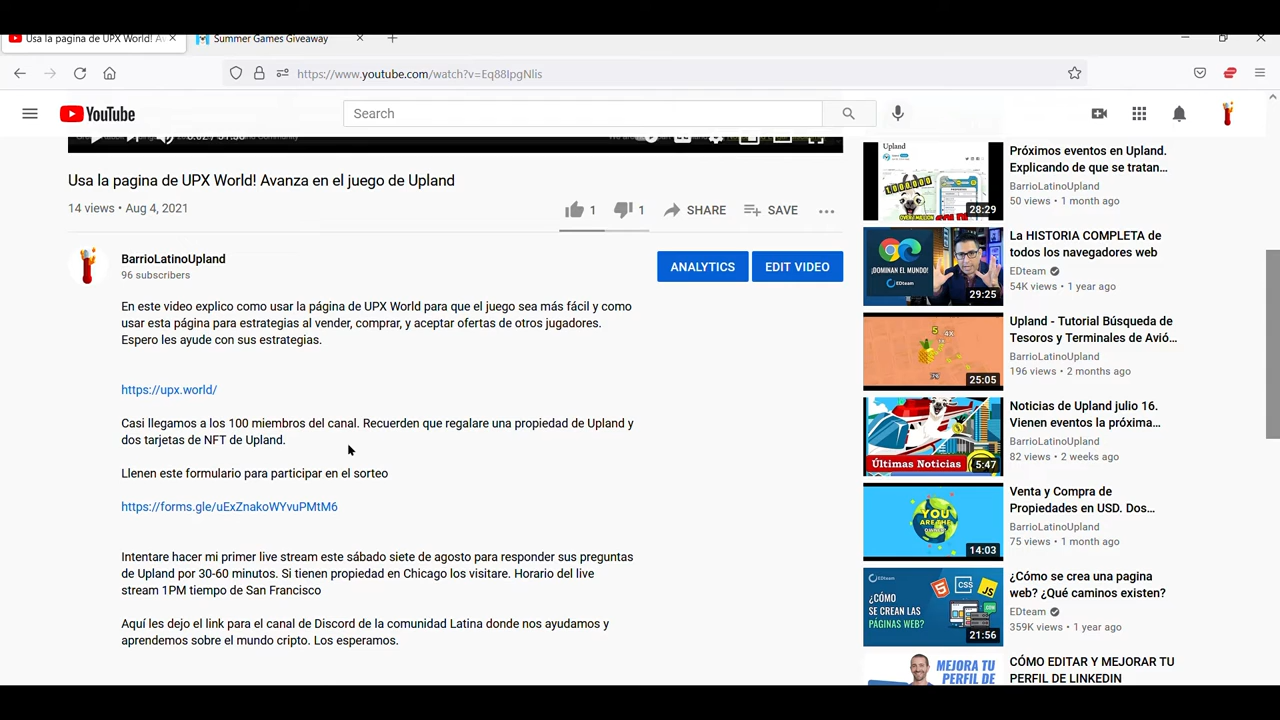 Usa la pagina de UPX World! Av
Summer Games Giveaway
https://www.youtube.com/watch?v=Eq88IpgNlis
YouTube
Search
Usa la pagina de UPX World! Avanza en el juego de Upland
14 views • Aug 4, 2021
1
1
SHARE
SAVE
BarrioLatinoUpland
96 subscribers
ANALYTICS
EDIT VIDEO
En este video explico como usar la página de UPX World para que el juego sea más fácil y como
usar esta página para estrategias al vender, comprar, y aceptar ofertas de otros jugadores.
Espero les ayude con sus estrategias.
https://upx.world/
Casi llegamos a los 100 miembros del canal. Recuerden que regalare una propiedad de Upland y
dos tarjetas de NFT de Upland.
Llenen este formulario para participar en el sorteo
https://forms.gle/uExZnakoWYvuPMtM6
Intentare hacer mi primer live stream este sábado siete de agosto para responder sus preguntas
de Upland por 30-60 minutos. Si tienen propiedad en Chicago los visitare. Horario del live
stream 1PM tiempo de San Francisco
Aquí les dejo el link para el canal de Discord de la comunidad Latina donde nos ayudamos y
aprendemos sobre el mundo cripto. Los esperamos.
Upland
1000000
28:29
Próximos eventos en Upland.
Explicando de que se tratan...
BarrioLatinoUpland
50 views • 1 month ago
¿DOMINAN EL MUNDO!
EDteam
29:25
La HISTORIA COMPLETA de
todos los navegadores web
EDteam
54K views • 1 year ago
5
4X
25:05
Upland - Tutorial Búsqueda de
Tesoros y Terminales de Avió...
BarrioLatinoUpland
196 views • 2 months ago
Últimas Noticias
5:47
Noticias de Upland julio 16.
Vienen eventos la próxima...
BarrioLatinoUpland
82 views • 2 weeks ago
YOU
ARE THE
OWNER
14:03
Venta y Compra de
Propiedades en USD. Dos...
BarrioLatinoUpland
75 views • 1 month ago
EDteam
¿CÓMO
SE CREAN LAS
PÁGINAS WEB?
21:56
¿Cómo se crea una pagina
web? ¿Qué caminos existen?
EDteam
359K views • 1 year ago
MEJORA TU
PERFIL DE
CÓMO EDITAR Y MEJORAR TU
PERFIL DE LINKEDIN